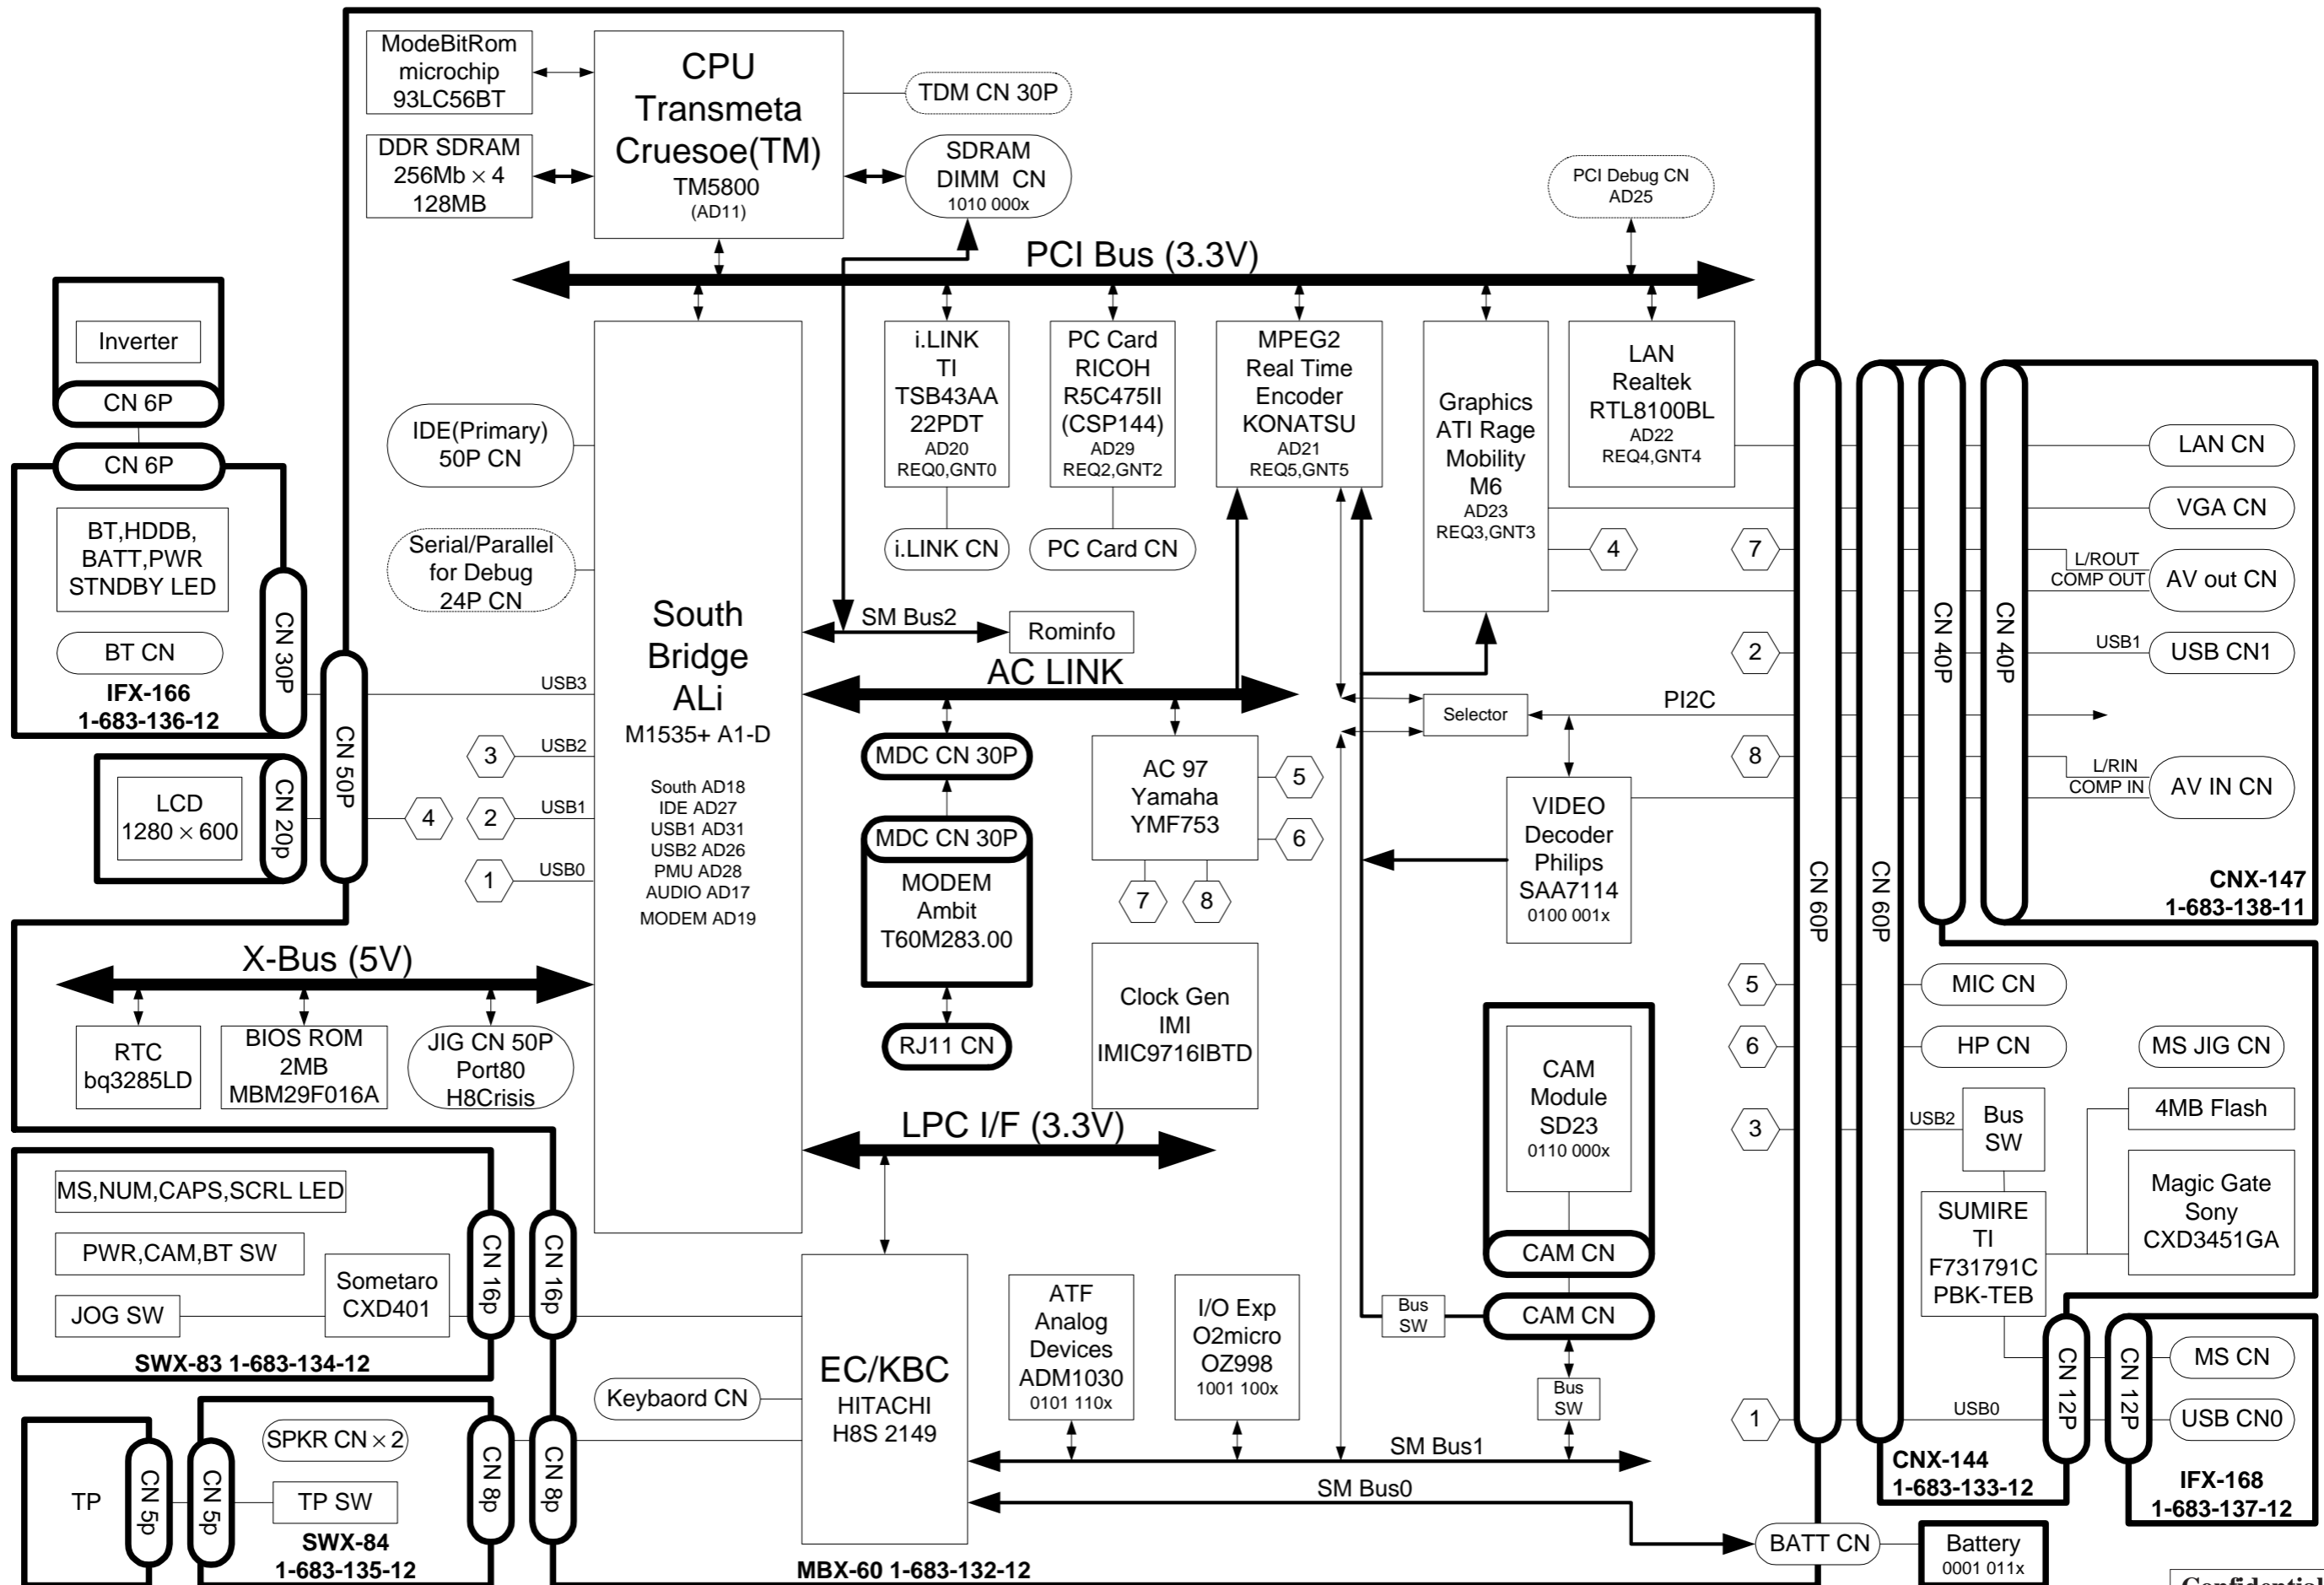 ModeBitRom
microchip
93LC56BT
DDR SDRAM
256Mb × 4
128MB
CPU
Transmeta
Cruesoe(TM)
TM5800
(AD11)
TDM CN 30P
SDRAM
DIMM CN
1010 000x
PCI Debug CN
AD25
PCI Bus (3.3V)
Inverter
CN 6P
CN 6P
BT,HDDB,
BATT,PWR
STNDBY LED
BT CN
IFX-166
1-683-136-12
CN 30P
LCD
1280 × 600
CN 20p
CN 50P
IDE(Primary)
50P CN
Serial/Parallel
for Debug
24P CN
USB3
3
USB2
4
2
USB1
1
USB0
South
Bridge
ALi
M1535+ A1-D
South AD18
IDE AD27
USB1 AD31
USB2 AD26
PMU AD28
AUDIO AD17
MODEM AD19
i.LINK
TI
TSB43AA
22PDT
AD20
REQ0,GNT0
i.LINK CN
PC Card
RICOH
R5C475II
(CSP144)
AD29
REQ2,GNT2
PC Card CN
MPEG2
Real Time
Encoder
KONATSU
AD21
REQ5,GNT5
Graphics
ATI Rage
Mobility
M6
AD23
REQ3,GNT3
LAN
Realtek
RTL8100BL
AD22
REQ4,GNT4
4
SM Bus2
Rominfo
AC LINK
MDC CN 30P
MDC CN 30P
MODEM
Ambit
T60M283.00
RJ11 CN
AC 97
Yamaha
YMF753
5
6
7
8
Clock Gen
IMI
IMIC9716IBTD
Selector
PI2C
VIDEO
Decoder
Philips
SAA7114
0100 001x
7
2
8
5
6
3
1
CN 60P
CN 60P
CN 40P
CN 40P
LAN CN
VGA CN
L/ROUT
COMP OUT
AV out CN
USB1
USB CN1
L/RIN
COMP IN
AV IN CN
CNX-147
1-683-138-11
MIC CN
HP CN
MS JIG CN
USB2
Bus
SW
4MB Flash
SUMIRE
TI
F731791C
PBK-TEB
Magic Gate
Sony
CXD3451GA
CN 12P
CN 12P
MS CN
USB0
USB CN0
CNX-144
1-683-133-12
IFX-168
1-683-137-12
X-Bus (5V)
RTC
bq3285LD
BIOS ROM
2MB
MBM29F016A
JIG CN 50P
Port80
H8Crisis
LPC I/F (3.3V)
CAM
Module
SD23
0110 000x
CAM CN
CAM CN
Bus
SW
Bus
SW
MS,NUM,CAPS,SCRL LED
PWR,CAM,BT SW
JOG SW
Sometaro
CXD401
CN 16p
CN 16p
SWX-83 1-683-134-12
TP
CN 5p
CN 5p
SPKR CN × 2
TP SW
SWX-84
1-683-135-12
CN 8p
CN 8p
Keybaord CN
EC/KBC
HITACHI
H8S 2149
ATF
Analog
Devices
ADM1030
0101 110x
I/O Exp
O2micro
OZ998
1001 100x
SM Bus1
SM Bus0
BATT CN
Battery
0001 011x
MBX-60 1-683-132-12
Confidential